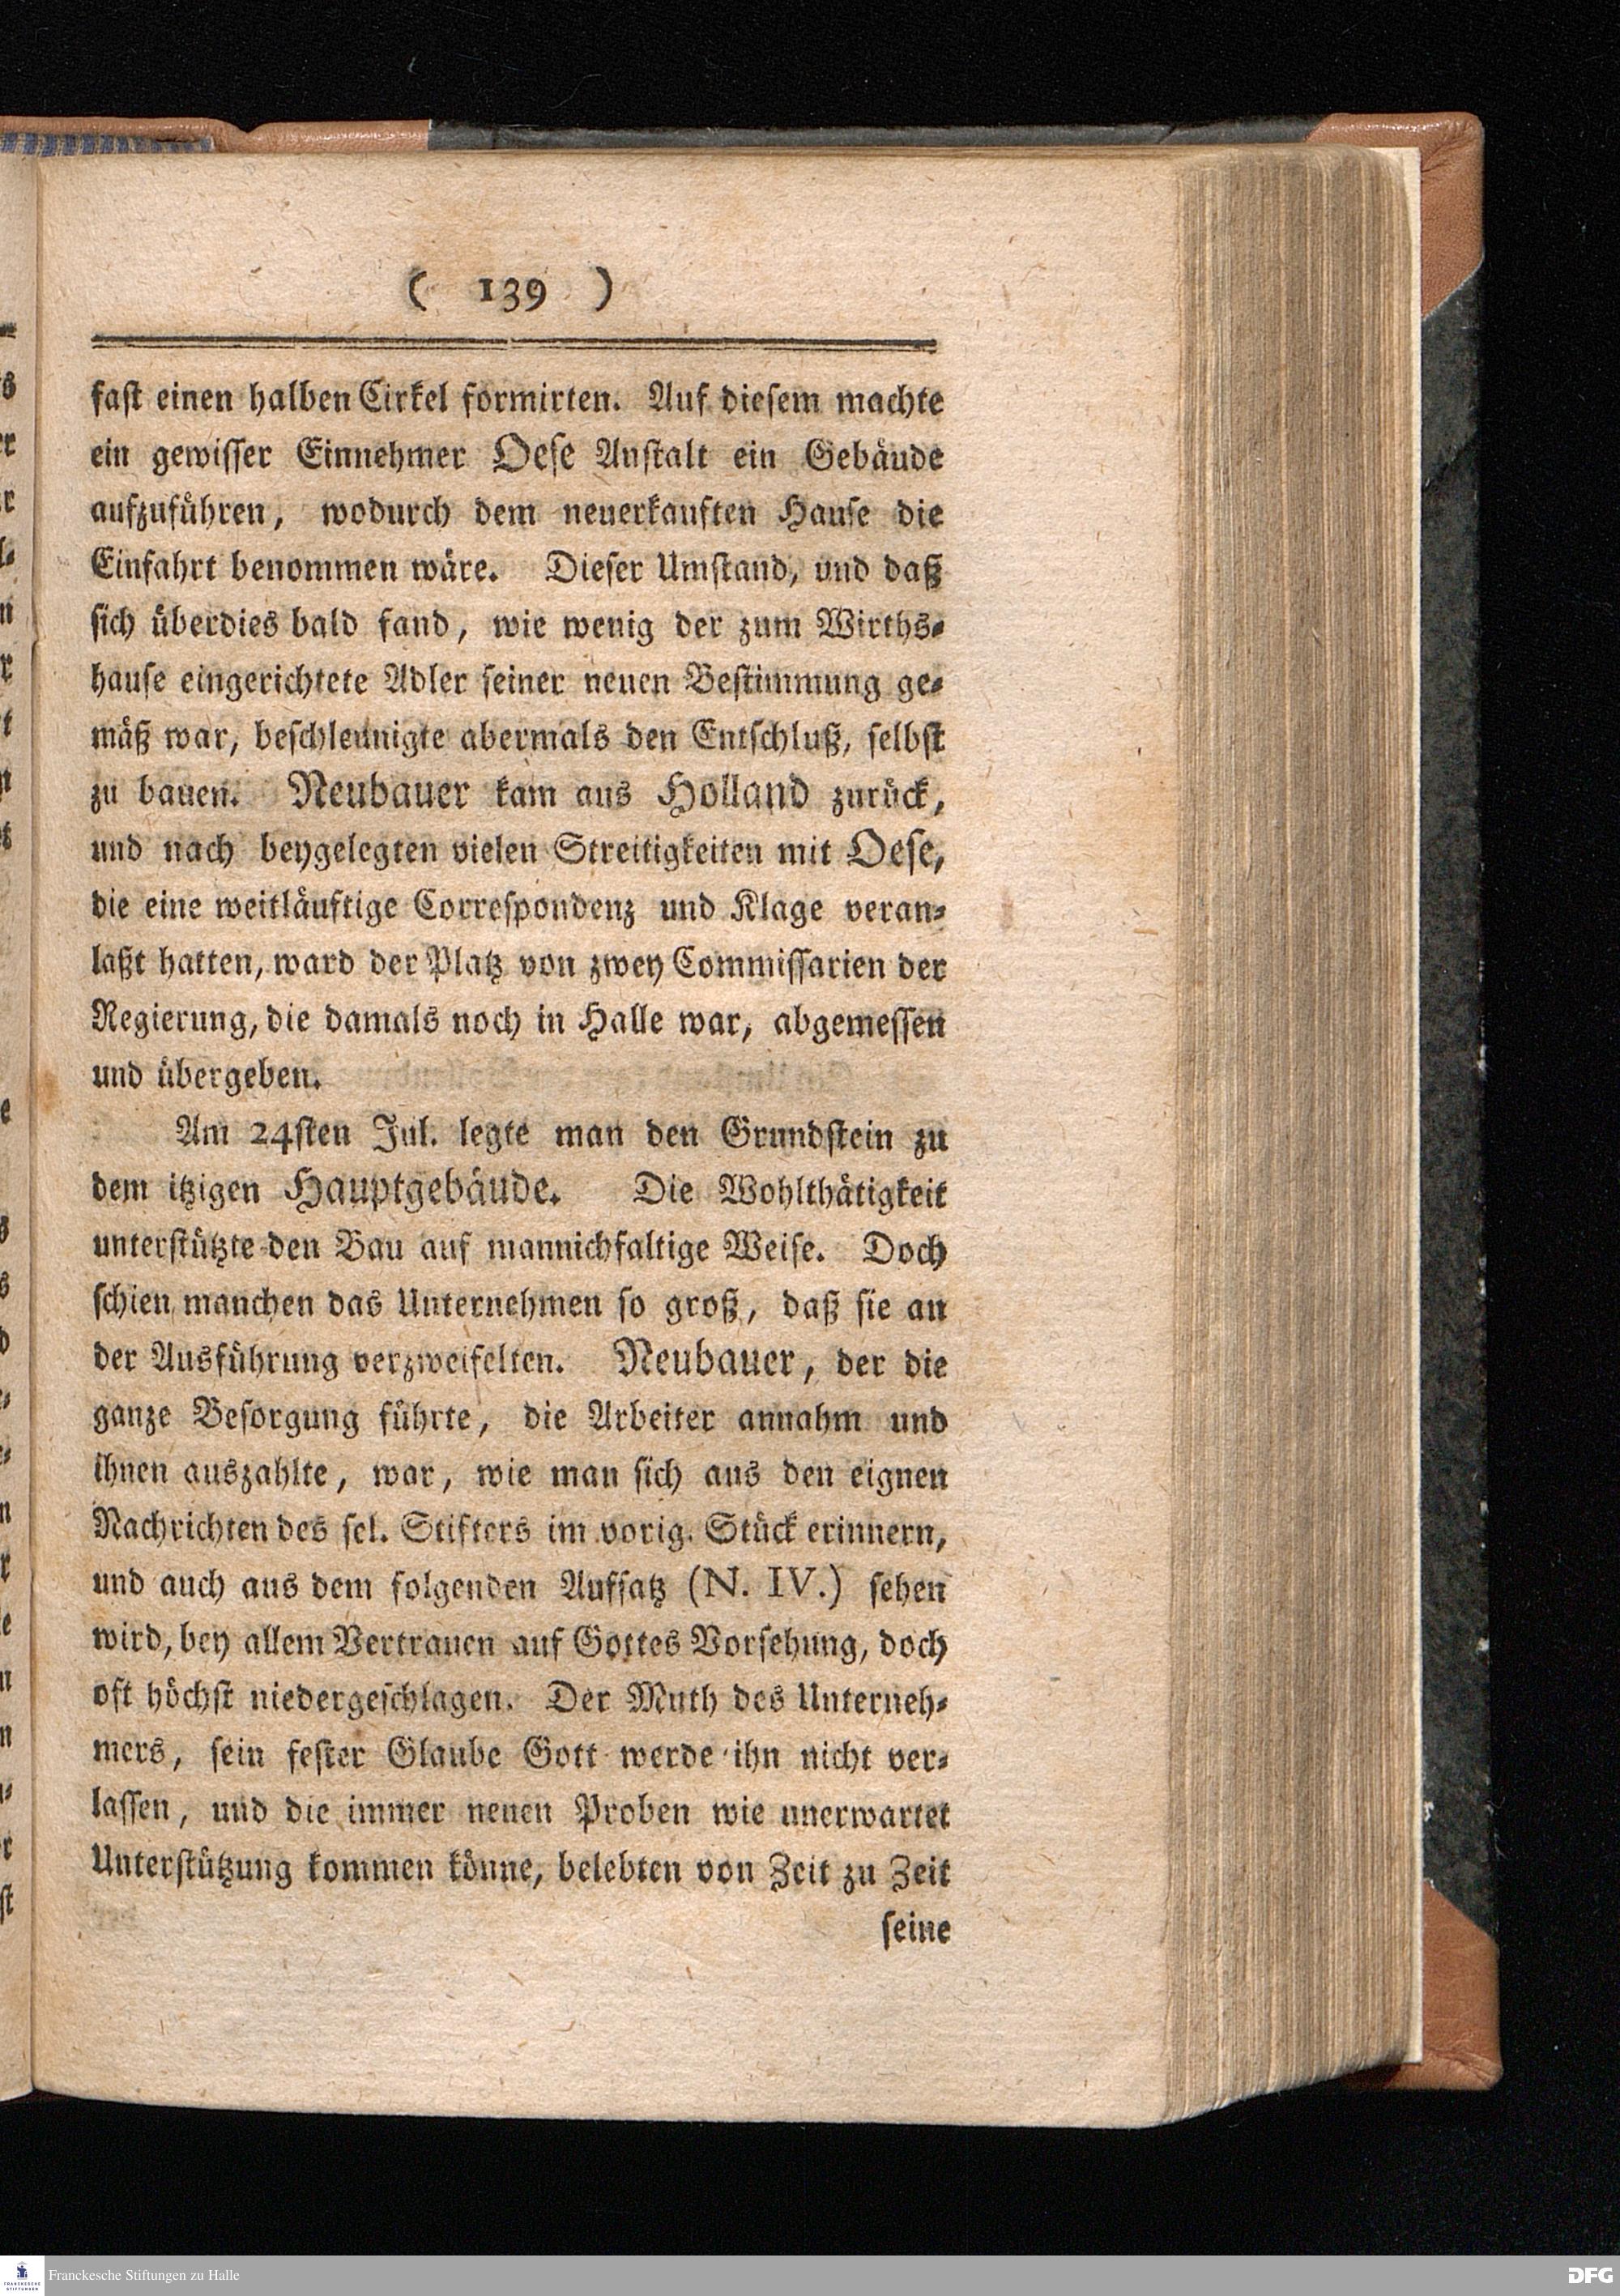 ( 139 )
fast einen halben Cirkel formirten. Auf diesem machte
ein gewisser Einnehmer Oese Anstalt ein Gebäude
aufzuführen, wodurch dem neuerkauften Hause die
Einfahrt benommen wäre. Dieser Umstand, und daß
sich überdies bald fand, wie wenig der zum Wirths-
hause eingerichtete Adler seiner neuen Bestimmung ge-
mäß war, beschleunigte abermals den Entschluß, selbst
zu bauen. Neubauer kam aus Holland zurück,
und nach beygelegten vielen Streitigkeiten mit Oese,
die eine weitläuftige Correspondenz und Klage veran-
laßt hatten, ward der Platz von zwey Commissarien der
Regierung, die damals noch in Halle war, abgemessen
und übergeben.
Am 24sten Jul. legte man den Grundstein zu
dem itzigen Hauptgebäude. Die Wohlthätigkeit
unterstützte den Bau auf mannichfaltige Weise. Doch
schien manchen das Unternehmen so groß, daß sie an
der Ausführung verzweifelten. Neubauer, der die
ganze Besorgung führte, die Arbeiter annahm und
ihnen auszahlte, war, wie man sich aus den eignen
Nachrichten des sel. Stifters im vorig. Stück erinnern,
und auch aus dem folgenden Aufsatz (N. IV.) sehen
wird, bey allem Vertrauen auf Gottes Vorsehung, doch
oft höchst niedergeschlagen. Der Muth des Unterneh-
mers, sein fester Glaube Gott werde ihn nicht ver-
lassen, und die immer neuen Proben wie unerwartet
Unterstützung kommen könne, belebten von Zeit zu Zeit
seine
FRANCKESCHE STIFTUNGEN
Franckesche Stiftungen zu Halle
DFG